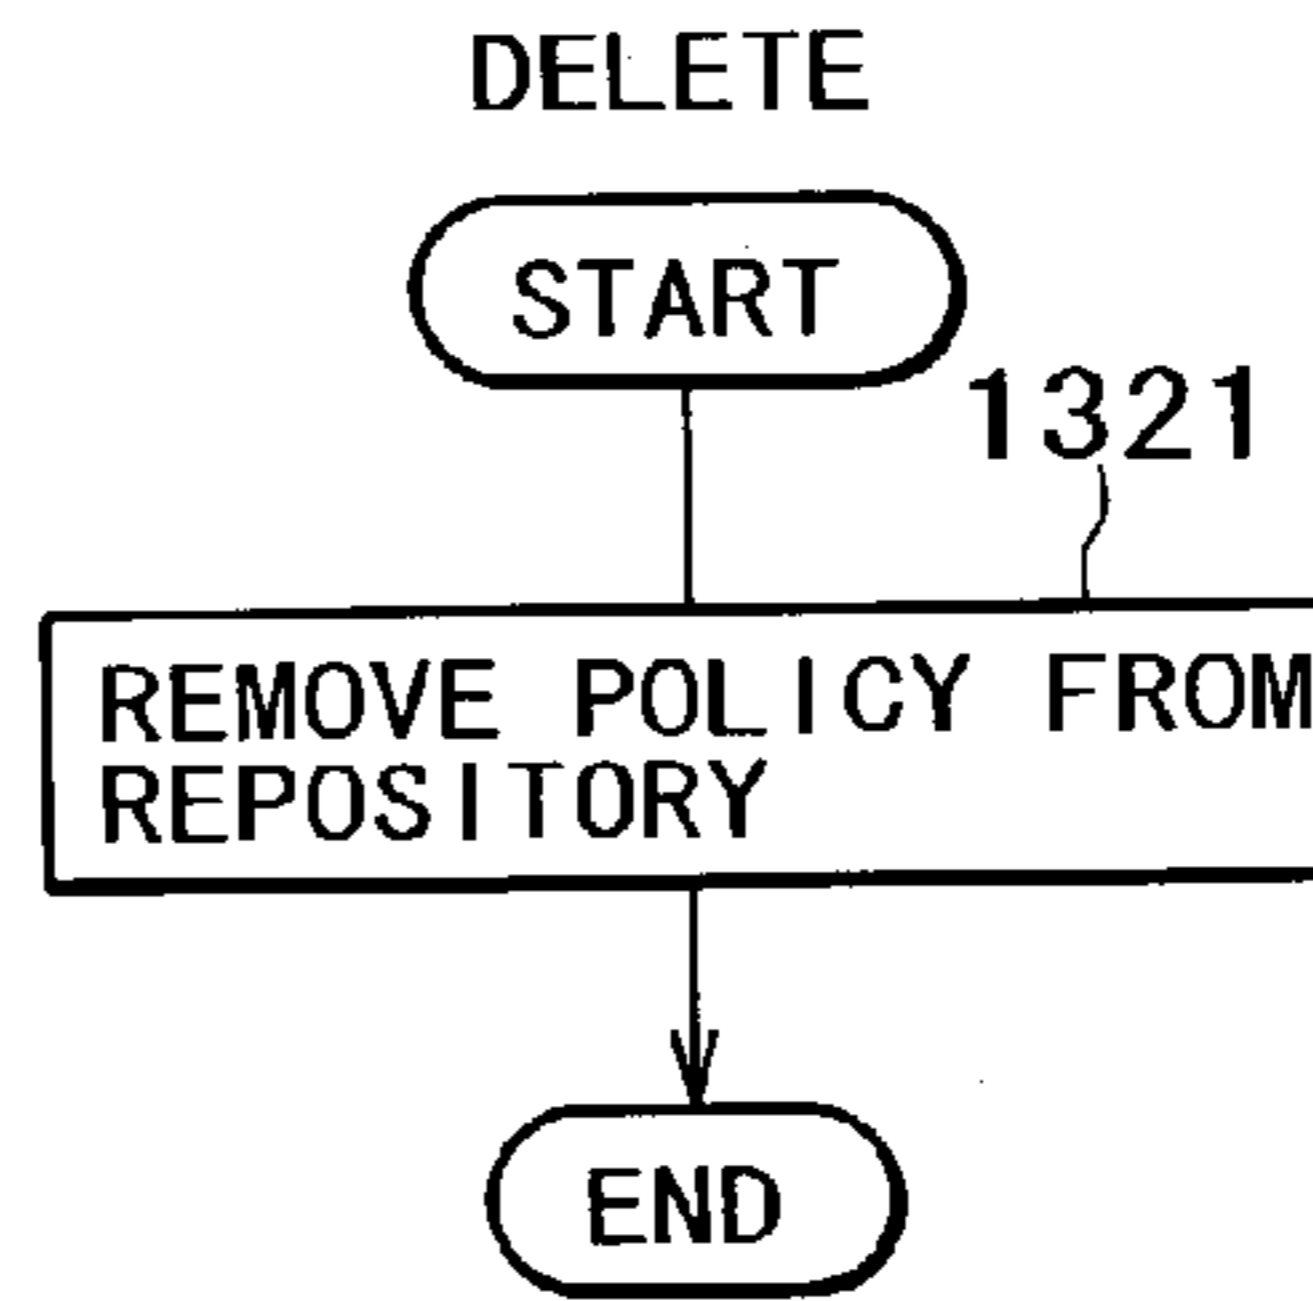 DELETE
START
1321
REMOVE POLICY FROM
REPOSITORY
END